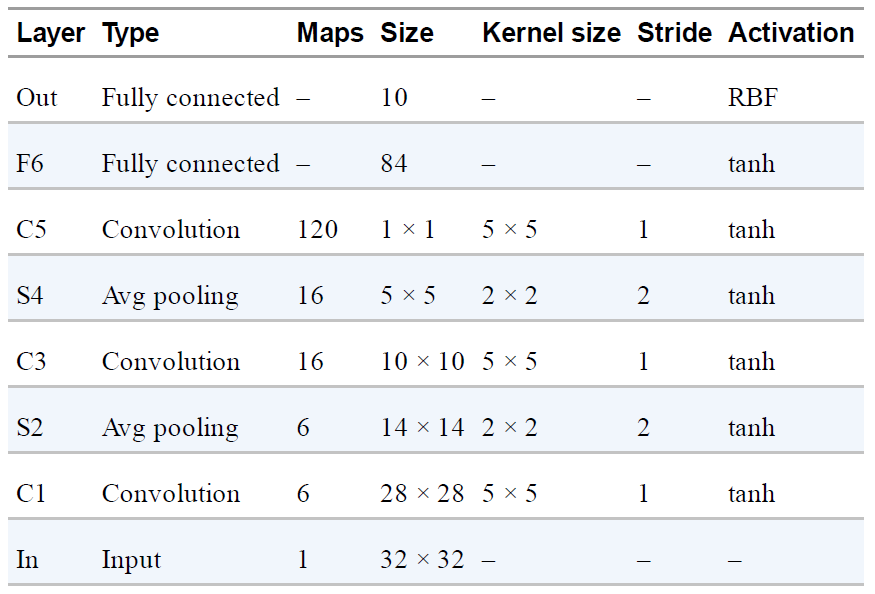 Layer Type Maps Size Kernel size Stride Activation
Out Fully connected – 10 – – RBF
F6 Fully connected – 84 – – tanh
C5 Convolution 120 1 × 1 5 × 5 1 tanh
S4 Avg pooling 16 5 × 5 2 × 2 2 tanh
C3 Convolution 16 10 × 10 5 × 5 1 tanh
S2 Avg pooling 6 14 × 14 2 × 2 2 tanh
C1 Convolution 6 28 × 28 5 × 5 1 tanh
In Input 1 32 × 32 – – –